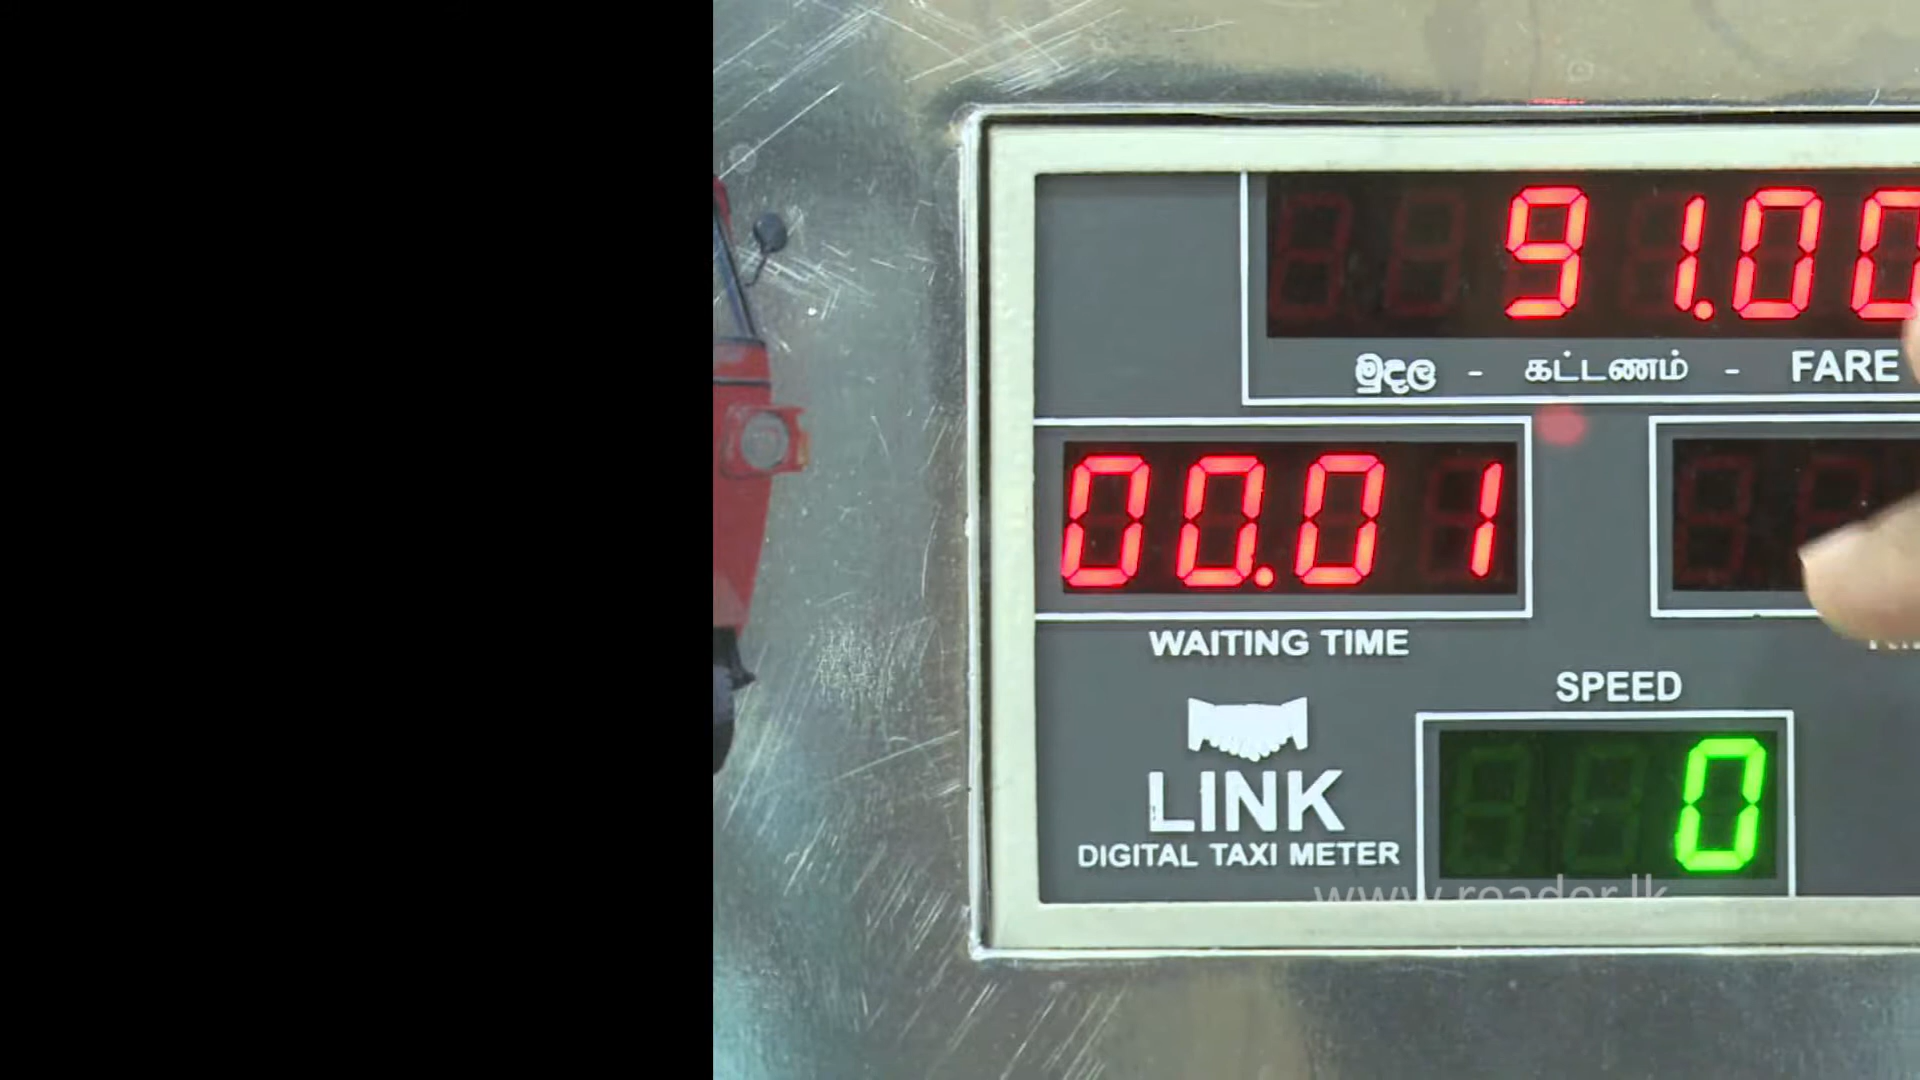 91.00
මුදල - கட்டணம் - FARE
00.01
WAITING TIME
SPEED
0
LINK
DIGITAL TAXI METER
www.reader.lk